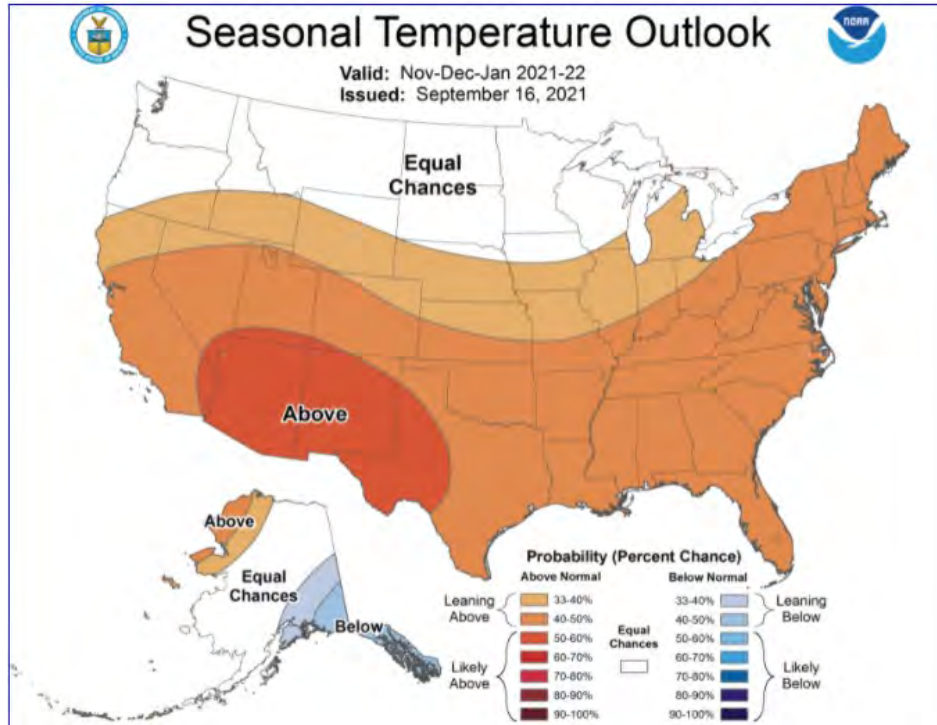 Seasonal Temperature Outlook
NOAA
Valid: Nov-Dec-Jan 2021-22
Issued: September 16, 2021
Equal
Chances
Above
Above
Equal
Chances
Below
Probability (Percent Chance)
Above Normal
Below Normal
Leaning
Above
33-40%
40-50%
Likely
Above
50-60%
60-70%
70-80%
80-90%
90-100%
Equal
Chances
33-40%
40-50%
Leaning
Below
50-60%
60-70%
70-80%
80-90%
90-100%
Likely
Below